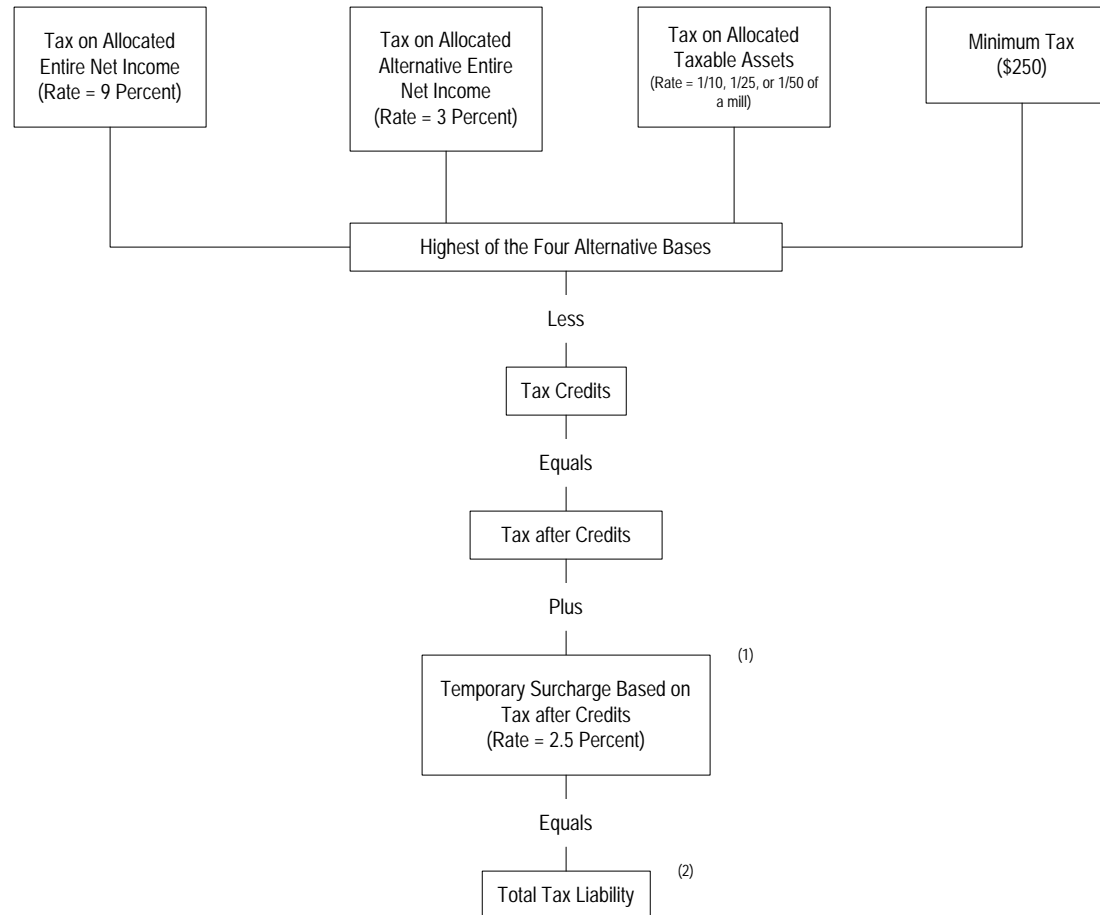 Tax on Allocated
Entire Net Income
(Rate = 9 Percent)
Tax on Allocated
Alternative Entire
Net Income
(Rate = 3 Percent)
Tax on Allocated
Taxable Assets
(Rate = 1/10, 1/25, or 1/50 of
a mill)
Minimum Tax
($250)
Highest of the Four Alternative Bases
Less
Tax Credits
Equals
Tax after Credits
Plus
(1)
Temporary Surcharge Based on
Tax after Credits
(Rate = 2.5 Percent)
Equals
(2)
Total Tax Liability